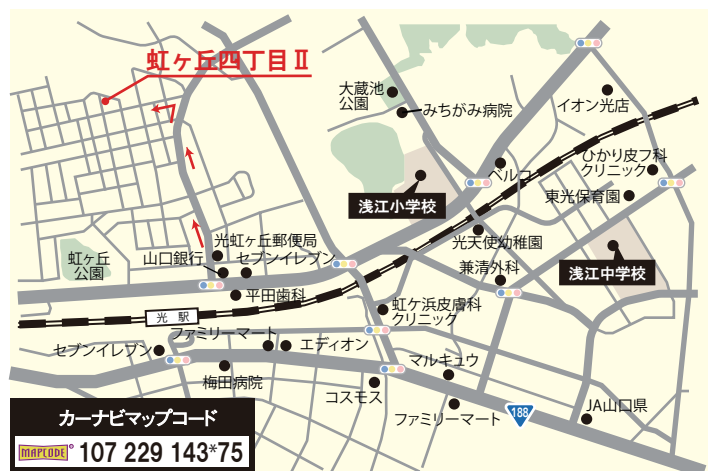 虹ヶ丘四丁目Ⅱ
大蔵池
公園
みちがみ病院
イオン光店
ひかり皮フ科
クリニック
ベルコ
東光保育園
浅江小学校
光天使幼稚園
浅江中学校
光虹ヶ丘郵便局
山口銀行
セブンイレブン
虹ヶ丘
公園
兼清外科
平田歯科
虹ケ浜皮膚科
クリニック
光駅
ファミリーマート
エディオン
セブンイレブン
梅田病院
マルキュウ
コスモス
ファミリーマート
188
JA山口県
カーナビマップコード
MAPCODE® 107 229 143*75